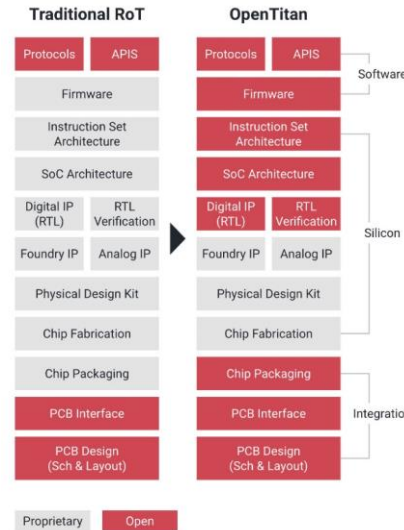 Traditional RoT
OpenTitan
Protocols
APIS
Firmware
Instruction Set
Architecture
SoC Architecture
Digital IP
(RTL)
RTL
Verification
Foundry IP
Analog IP
Physical Design Kit
Chip Fabrication
Chip Packaging
PCB Interface
PCB Design
(Sch & Layout)
Protocols
APIS
Firmware
Instruction Set
Architecture
SoC Architecture
Digital IP
(RTL)
RTL
Verification
Foundry IP
Analog IP
Physical Design Kit
Chip Fabrication
Chip Packaging
PCB Interface
PCB Design
(Sch & Layout)
Software
Silicon
Integratio
Proprietary
Open